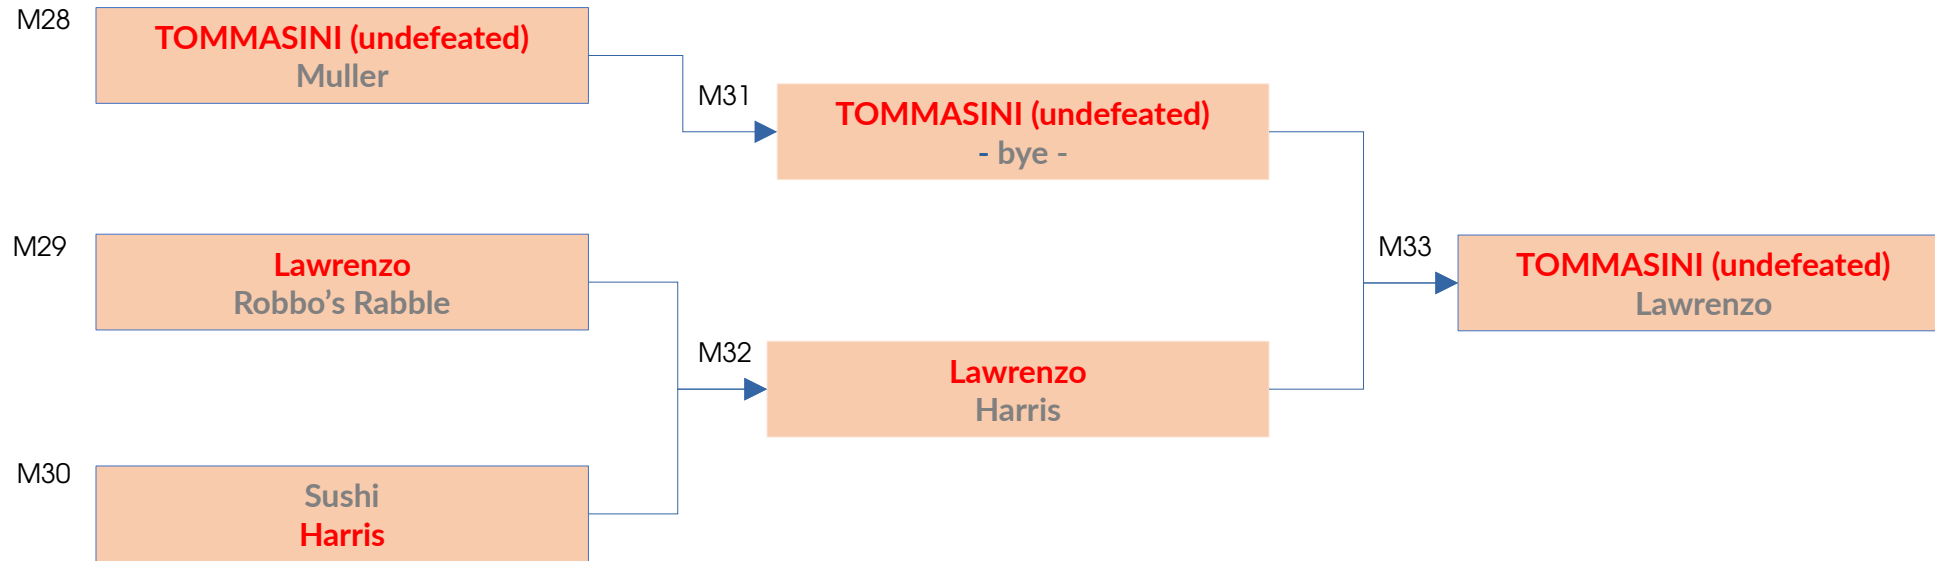 M28
TOMMASINI (undefeated)
Muller
M31
TOMMASINI (undefeated)
- bye -
M29
Lawrenzo
Robbo’s Rabble
M33
TOMMASINI (undefeated)
Lawrenzo
M32
Lawrenzo
Harris
M30
Sushi
Harris